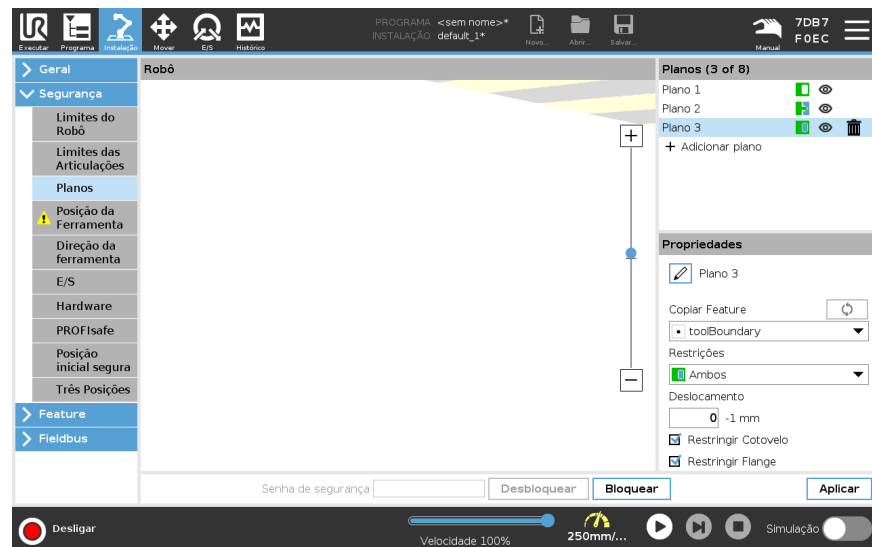 Executar
Programa
Instalação
Mover
E/S
Histórico
PROGRAMA <sem nome>*
INSTALAÇÃO default_1*
Novo...
Abrir...
Salvar...
Manual
7DB7
F0EC
Geral
Segurança
Limites do
Robô
Limites das
Articulações
Planos
Posição da
Ferramenta
Direção da
ferramenta
E/S
Hardware
PROFIsafe
Posição
inicial segura
Três Posições
Feature
Fieldbus
Robô
Planos (3 of 8)
Plano 1
Plano 2
Plano 3
+ Adicionar plano
Propriedades
Plano 3
Copiar Feature
toolBoundary
Restrições
Ambos
Deslocamento
0 -1 mm
Restringir Cotovelo
Restringir Flange
Senha de segurança
Desbloquear
Bloquear
Aplicar
Desligar
Velocidade 100%
250mm/...
Simulação